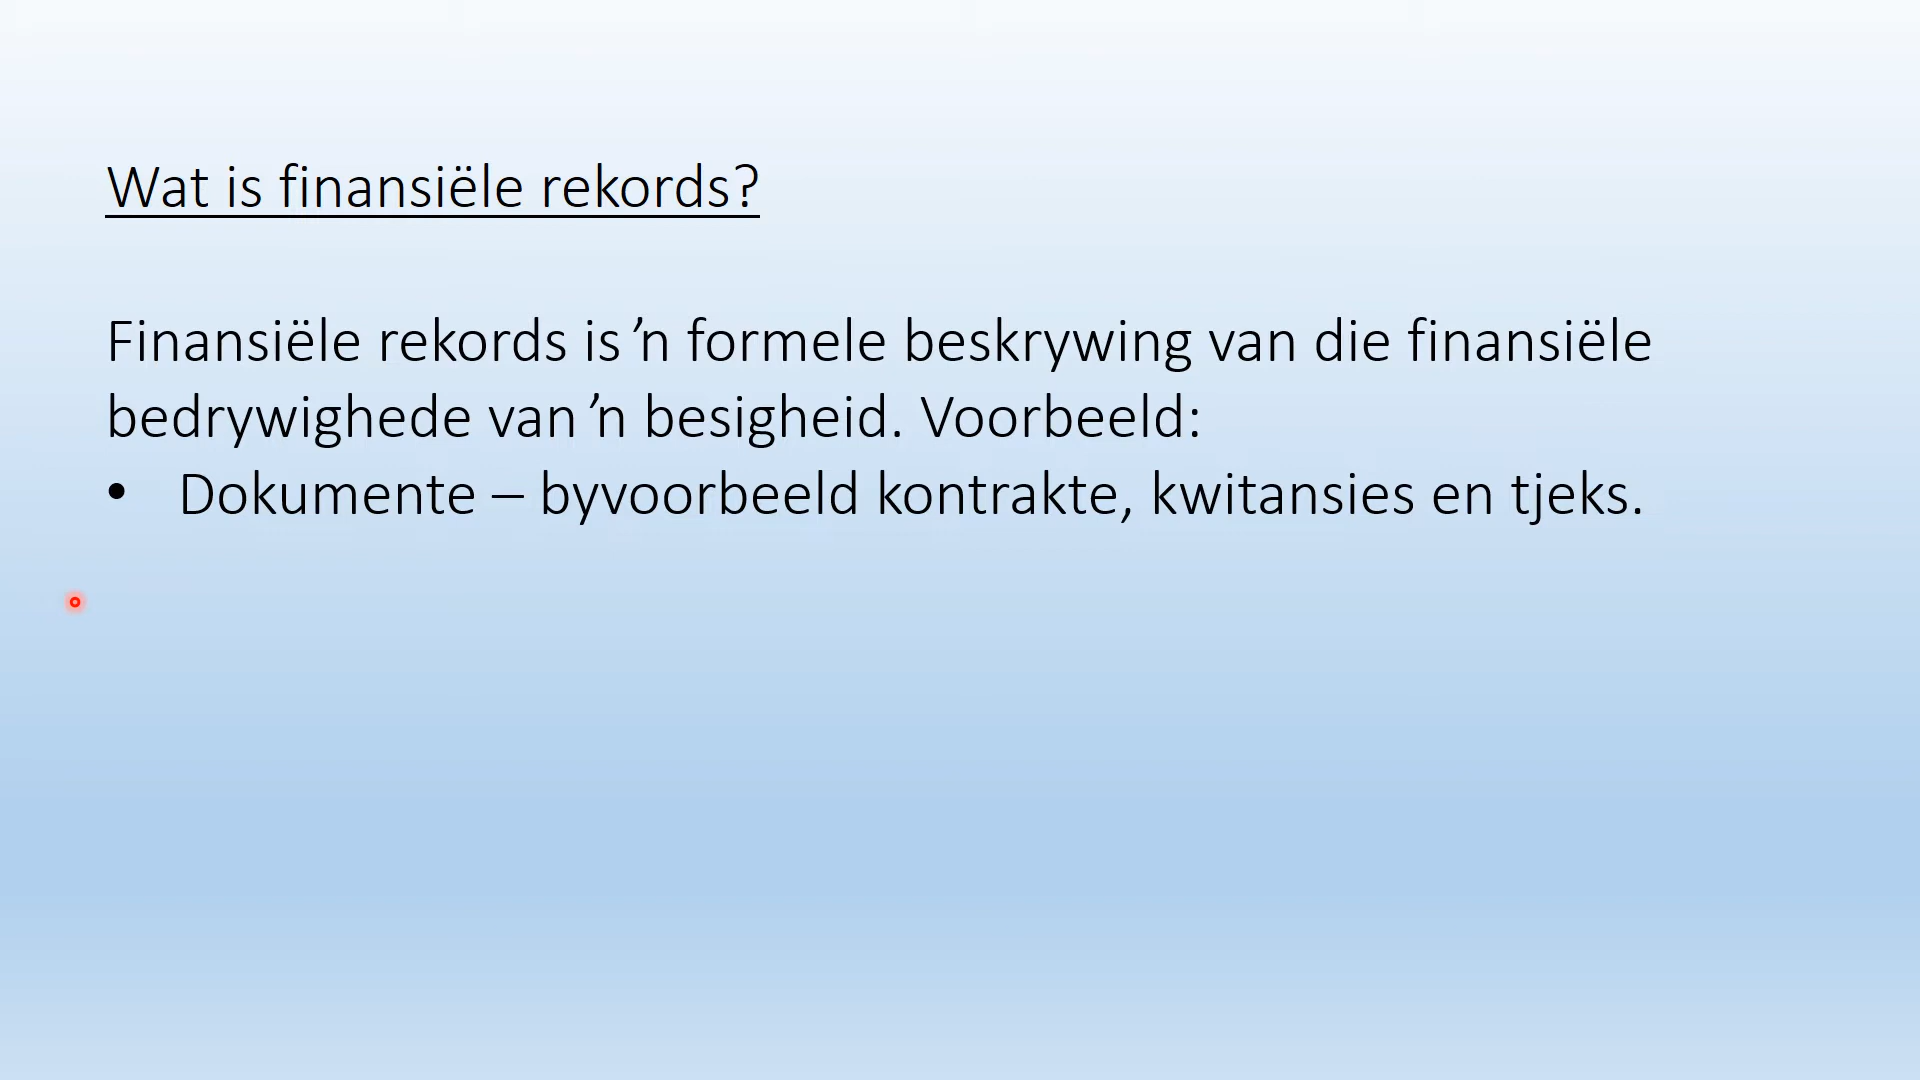 Wat is finansiële rekords?
Finansiële rekords is ’n formele beskrywing van die finansiële
bedrywighede van ’n besigheid. Voorbeeld:
• Dokumente – byvoorbeeld kontrakte, kwitansies en tjeks.